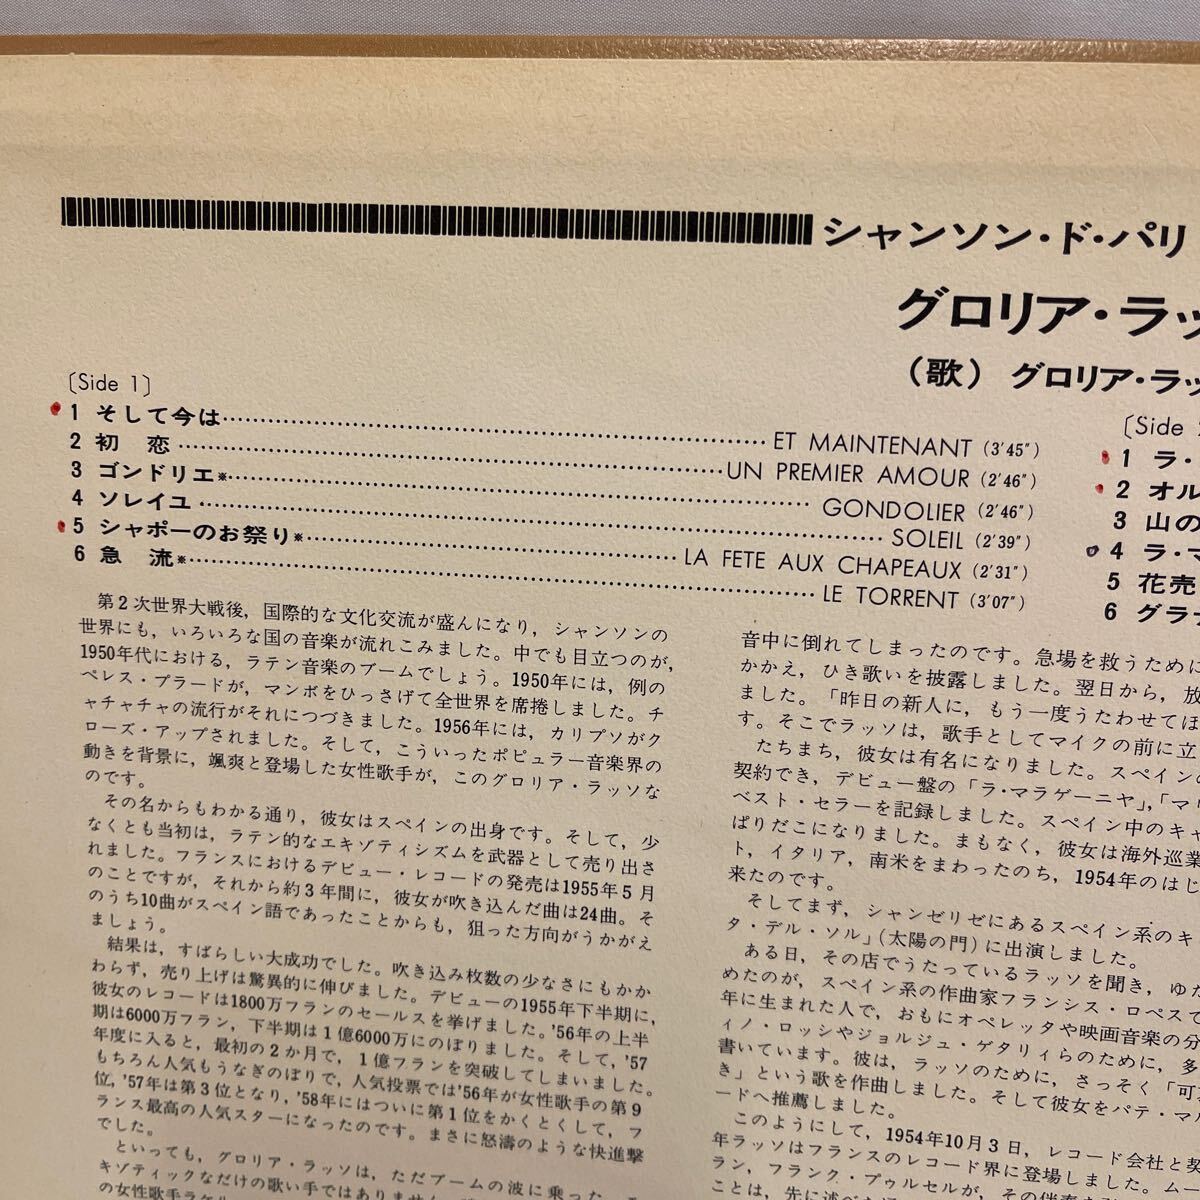 シャンソン・ド・パリ
グロリア・ラッ
(歌) グロリア・ラッ
[Side 1]
1 そして今は ET MAINTENANT (3′45″)
2 初 恋 UN PREMIER AMOUR (2′46″)
3 ゴンドリエ※ GONDOLIER (2′46″)
4 ソレイユ SOLEIL (2′39″)
5 シャポーのお祭り※ LA FETE AUX CHAPEAUX (2′31″)
6 急 流※ LE TORRENT (3′07″)
[Side
1 ラ・
2 オル
3 山の
4 ラ・マ
5 花売
6 グラ
第2次世界大戦後,国際的な文化交流が盛んになり,シャンソンの
世界にも,いろいろな国の音楽が流れこみました。中でも目立つのが,
1950年代における,ラテン音楽のブームでしょう。1950年には,例の
ペレス・プラードが,マンボをひっさげて全世界を席捲しました。チ
ャチャチャの流行がそれにつづきました。1956年には,カリプソがク
ローズ・アップされました。そして,こういったポピュラー音楽界の
動きを背景に,颯爽と登場した女性歌手が,このグロリア・ラッソな
のです。
その名からもわかる通り,彼女はスペインの出身です。そして,少
なくとも当初は,ラテン的なエキゾティシズムを武器として売り出さ
れました。フランスにおけるデビュー・レコードの発売は1955年5月
のことですが,それから約3年間に,彼女が吹き込んだ曲は24曲。そ
のうち10曲がスペイン語であったことからも,狙った方向がうかがえ
ましょう。
結果は,すばらしい大成功でした。吹き込み枚数の少なさにもかか
わらず,売り上げは驚異的に伸びました。デビューの1955年下半期に,
彼女のレコードは1800万フランのセールスを挙げました。'56年の上半
期は6000万フラン,下半期は1億6000万にのぼりました。そして,'57
年度に入ると,最初の2か月で,1億フランを突破してしまいました。
もちろん人気もうなぎのぼりで,人気投票では'56年が女性歌手の第9
位,'57年は第3位となり,'58年にはついに第1位をかくとくして,フ
ランス最高の人気スターになったのです。まさに怒濤のような快進撃
でした。
といっても,グロリア・ラッソは,ただブームの波に乗った,
キゾティックなだけの歌い手ではありません。
の女性歌手
音中に倒れてしまったのです。急場を救うために
かかえ,ひき歌いを披露しました。翌日から,放
ました。「昨日の新人に,もう一度うたわせてほ
す。そこでラッソは,歌手としてマイクの前に立
たちまち,彼女は有名になりました。スペインの
契約でき,デビュー盤の「ラ・マラゲーニャ」,「マリ
ベスト・セラーを記録しました。スペイン中のキャ
ぱりだこになりました。まもなく,彼女は海外巡業
ト,イタリア,南米をまわったのち,1954年のはじ
来たのです。
そしてまず,シャンゼリゼにあるスペイン系のキ
タ・デル・ソル」(太陽の門)に出演しました。
ある日,その店でうたっているラッソを聞き,ゆた
めたのが,スペイン系の作曲家フランシス・ロペスで
年に生まれた人で,おもにオペレッタや映画音楽の分
ィノ・ロッシやジョルジュ・ゲタリィらのために,多
書いています。彼は,ラッソのために,さっそく「可
き」という歌を作曲しました。そして彼女をパテ・マ
ードへ推薦しました。
このようにして,1954年10月3日,レコード会社と契
年ラッソはフランスのレコード界に登場しました。ムー
ラン,フランク・プゥルセルが,その伴奏を
ことは,先に述べた